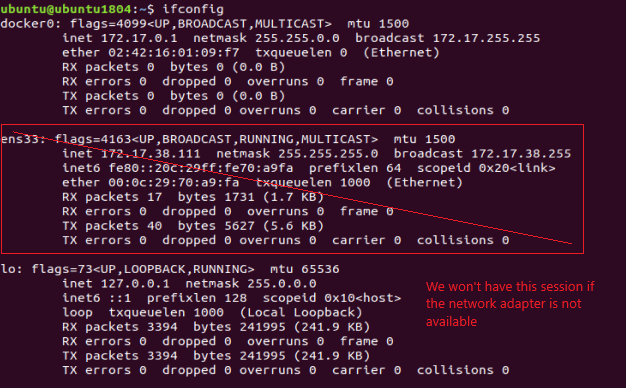 ubuntu@ubuntu1804:~$ ifconfig
docker0: flags=4099<UP,BROADCAST,MULTICAST>  mtu 1500
        inet 172.17.0.1  netmask 255.255.0.0  broadcast 172.17.255.255
        ether 02:42:16:01:09:f7  txqueuelen 0  (Ethernet)
        RX packets 0  bytes 0 (0.0 B)
        RX errors 0  dropped 0  overruns 0  frame 0
        TX packets 0  bytes 0 (0.0 B)
        TX errors 0  dropped 0 overruns 0  carrier 0  collisions 0
ens33: flags=4163<UP,BROADCAST,RUNNING,MULTICAST>  mtu 1500
        inet 172.17.38.111  netmask 255.255.255.0  broadcast 172.17.38.255
        inet6 fe80::20c:29ff:fe70:a9fa  prefixlen 64  scopeid 0x20<link>
        ether 00:0c:29:70:a9:fa  txqueuelen 1000  (Ethernet)
        RX packets 17  bytes 1731 (1.7 KB)
        RX errors 0  dropped 0  overruns 0  frame 0
        TX packets 40  bytes 5627 (5.6 KB)
        TX errors 0  dropped 0 overruns 0  carrier 0  collisions 0
lo: flags=73<UP,LOOPBACK,RUNNING>  mtu 65536
        inet 127.0.0.1  netmask 255.0.0.0
        inet6 ::1  prefixlen 128  scopeid 0x10<host>
        loop  txqueuelen 1000  (Local Loopback)
        RX packets 3394  bytes 241995 (241.9 KB)
        RX errors 0  dropped 0  overruns 0  frame 0
        TX packets 3394  bytes 241995 (241.9 KB)
        TX errors 0  dropped 0 overruns 0  carrier 0  collisions 0
We won't have this session if
the network adapter is not
available